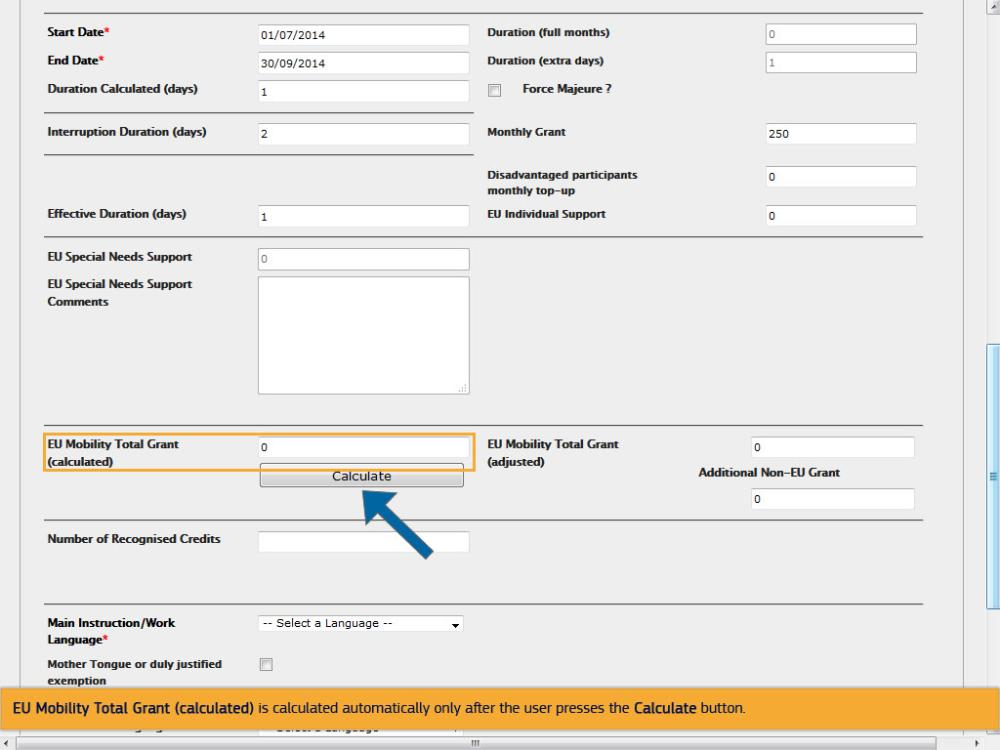 Start Date* 01/07/2014 Duration (full months) 0
End Date* 30/09/2014 Duration (extra days) 1
Duration Calculated (days) 1 Force Majeure ?
Interruption Duration (days) 2 Monthly Grant 250
Disadvantaged participants 0
monthly top-up
Effective Duration (days) 1 EU Individual Support 0
EU Special Needs Support 0
EU Special Needs Support
Comments
EU Mobility Total Grant 0 EU Mobility Total Grant 0
(calculated) (adjusted)
Calculate Additional Non-EU Grant
0
Number of Recognised Credits
Main Instruction/Work -- Select a Language --
Language*
Mother Tongue or duly justified
exemption
EU Mobility Total Grant (calculated) is calculated automatically only after the user presses the Calculate button.